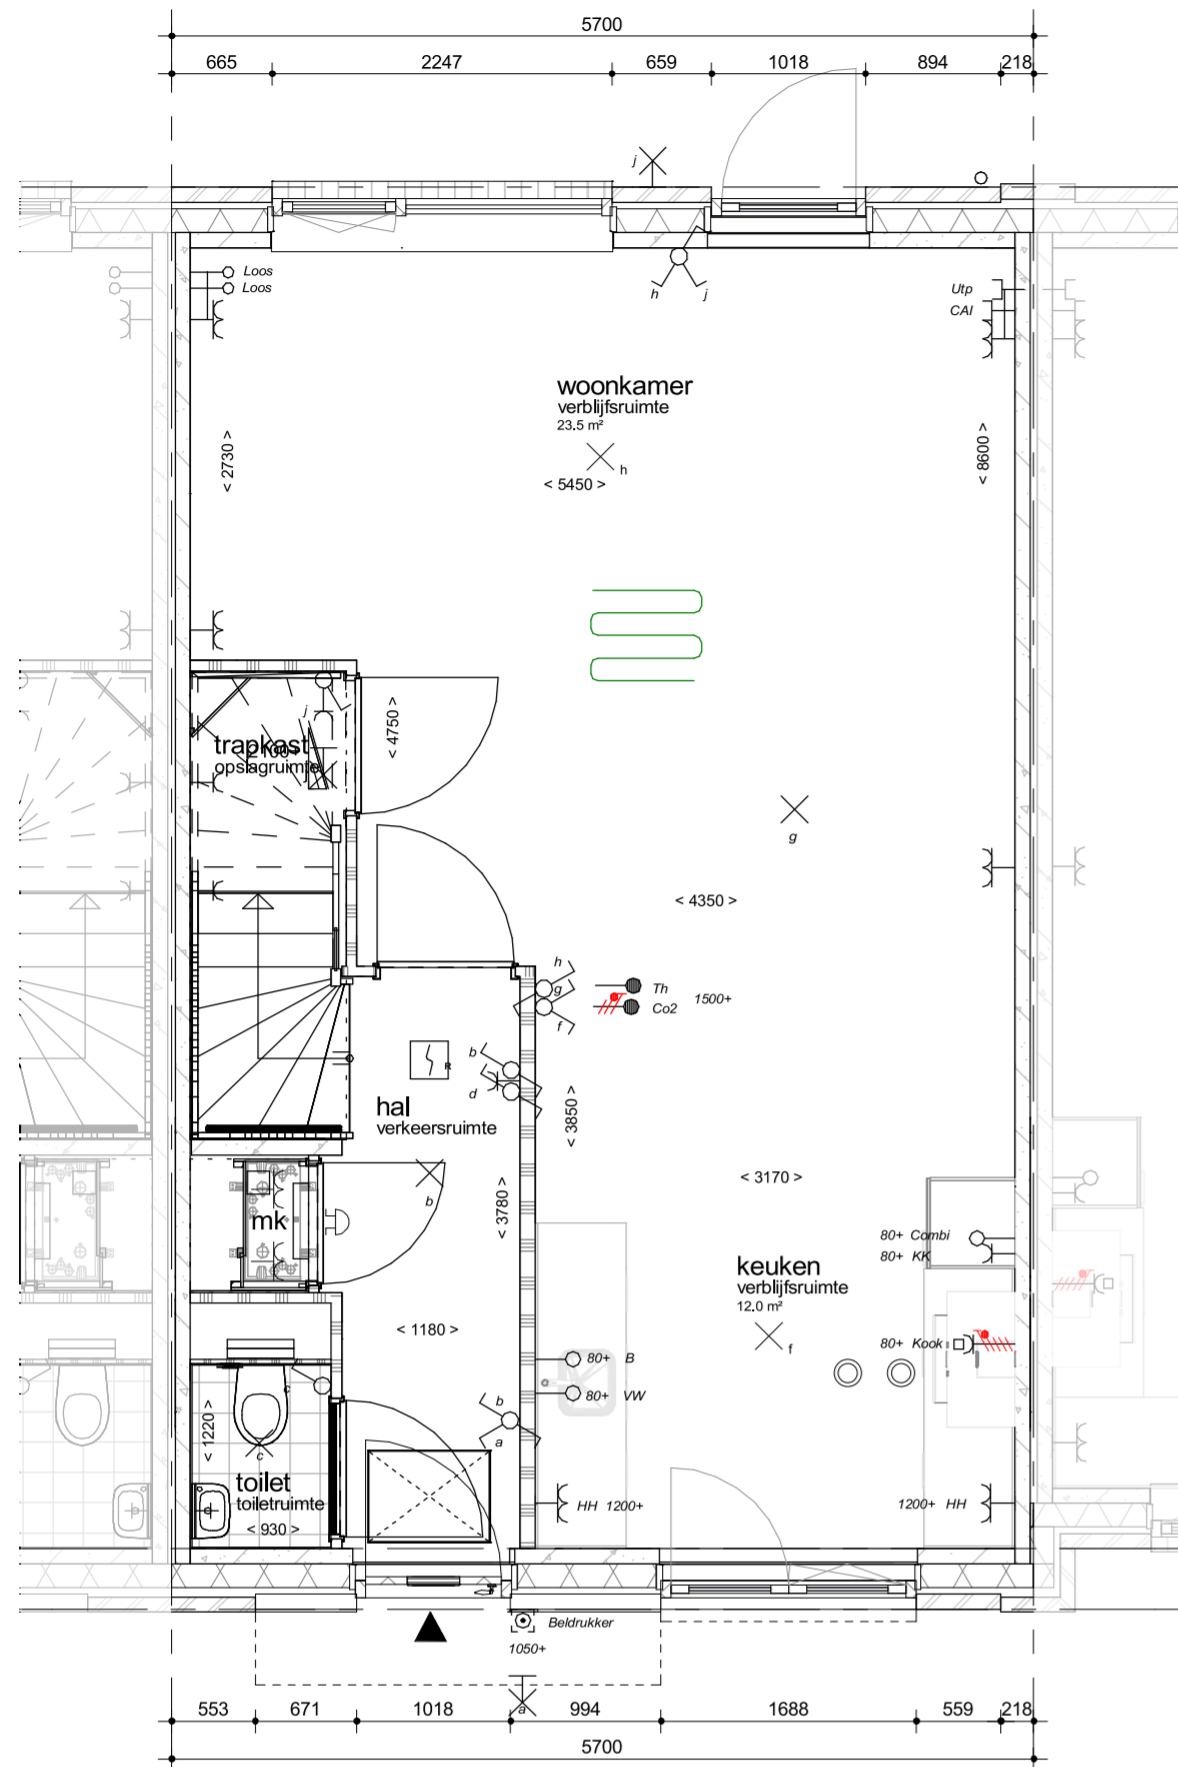 5700
665 2247 659 1018 894 218
j
Loos
Loos
h j
Utp
CAI
woonkamer
verblijfsruimte
23.5 m²
h
< 5450 >
< 2730 >
< 8600 >
< 4750 >
j
trapkast
2100+
opslagruimte
j
g
< 4350 >
h
g
f
Th
Co2
1500+
R
b
d
hal
verkeersruimte
< 3850 >
b
< 3780 >
< 3170 >
mk
80+ Combi
80+ KK
keuken
verblijfsruimte
12.0 m²
f
80+ Kook
< 1180 >
80+ B
80+ VW
c
b
a
< 1220 >
c
toilet
toiletruimte
< 930 >
HH 1200+
1200+ HH
Beldrukker
1050+
a
553 671 1018 994 1688 559 218
5700